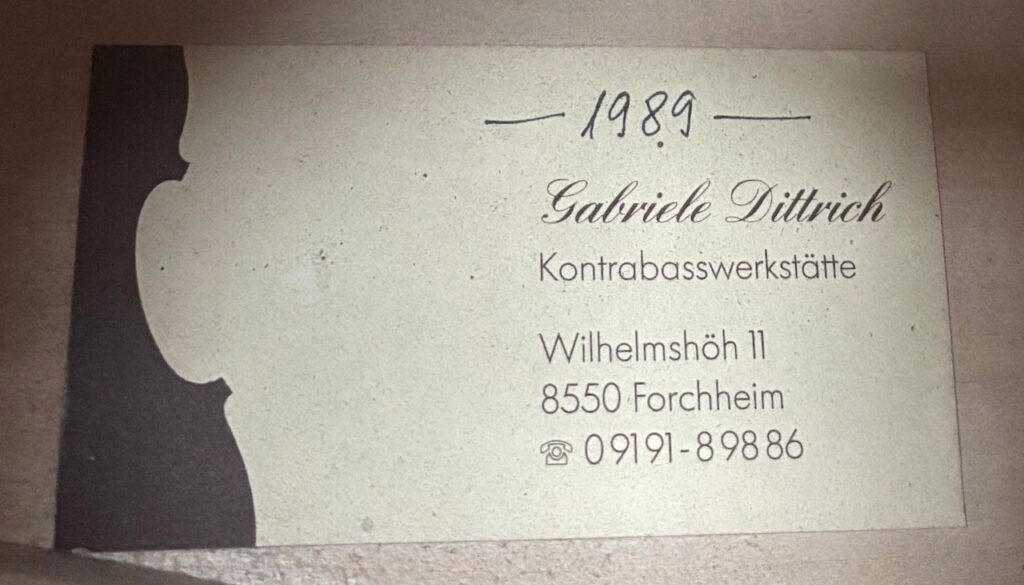 — 1989 —
Gabriele Dittrich
Kontrabasswerkstätte
Wilhelmshöh 11
8550 Forchheim
☏ 09191-89886